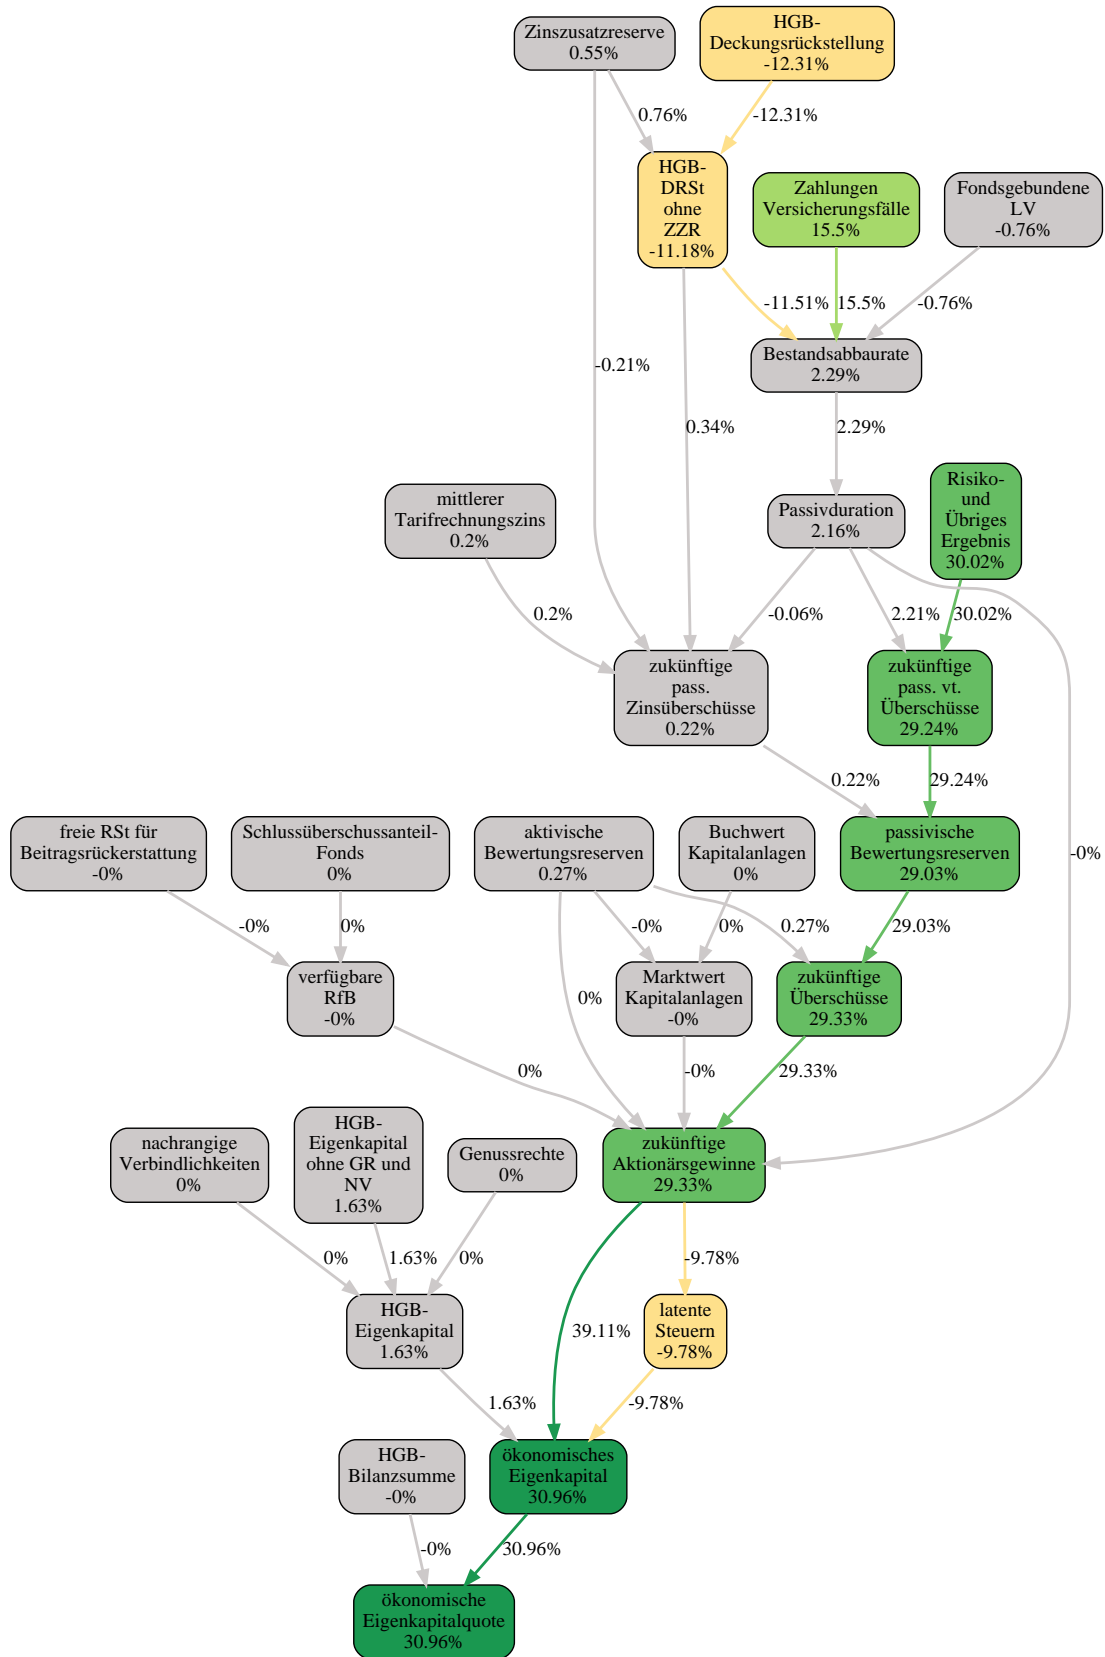 Zinszusatzreserve
0.55%
HGB-
Deckungsrückstellung
-12.31%
0.76%
-12.31%
HGB-
DRSt
ohne
ZZR
-11.18%
Zahlungen
Versicherungsfälle
15.5%
Fondsgebundene
LV
-0.76%
-11.51%
15.5%
-0.76%
Bestandsabbaurate
2.29%
-0.21%
0.34%
2.29%
mittlerer
Tarifrechnungszins
0.2%
Passivduration
2.16%
Risiko-
und
Übriges
Ergebnis
30.02%
0.2%
-0.06%
2.21%
30.02%
zukünftige
pass.
Zinsüberschüsse
0.22%
zukünftige
pass. vt.
Überschüsse
29.24%
0.22%
29.24%
-0%
freie RSt für
Beitragsrückerstattung
-0%
Schlussüberschussanteil-
Fonds
0%
aktivische
Bewertungsreserven
0.27%
Buchwert
Kapitalanlagen
0%
passivische
Bewertungsreserven
29.03%
-0%
0%
-0%
0%
0.27%
29.03%
verfügbare
RfB
-0%
0%
Marktwert
Kapitalanlagen
-0%
zukünftige
Überschüsse
29.33%
0%
-0%
29.33%
nachrangige
Verbindlichkeiten
0%
HGB-
Eigenkapital
ohne GR und
NV
1.63%
Genussrechte
0%
zukünftige
Aktionärsgewinne
29.33%
0%
1.63%
0%
-9.78%
HGB-
Eigenkapital
1.63%
39.11%
latente
Steuern
-9.78%
1.63%
-9.78%
HGB-
Bilanzsumme
-0%
ökonomisches
Eigenkapital
30.96%
-0%
30.96%
ökonomische
Eigenkapitalquote
30.96%